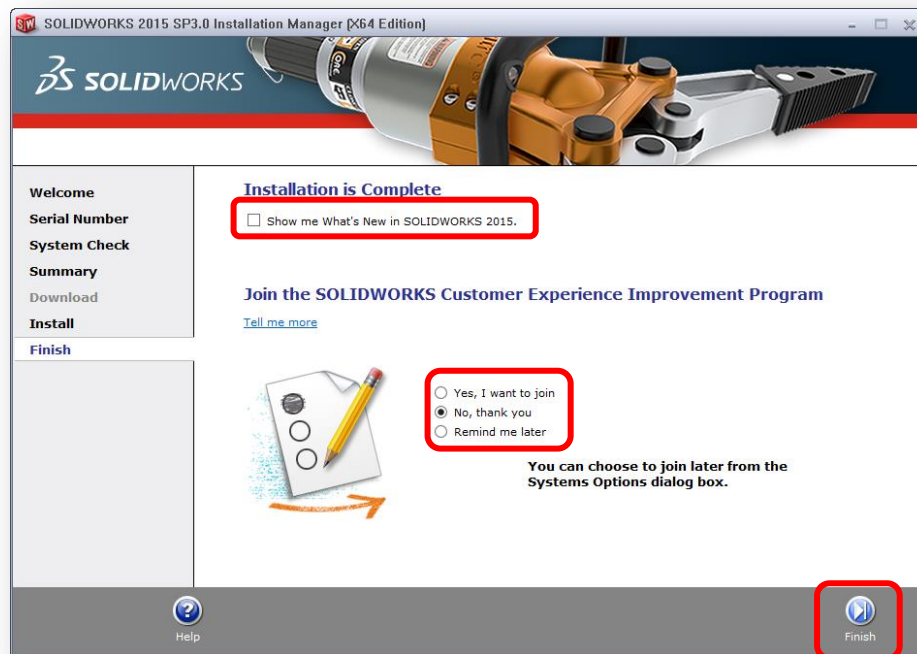 SOLIDWORKS 2015 SP3.0 Installation Manager (X64 Edition)
SOLIDWORKS
Welcome
Serial Number
System Check
Summary
Download
Install
Finish
Installation is Complete
Show me What's New in SOLIDWORKS 2015.
Join the SOLIDWORKS Customer Experience Improvement Program
Tell me more
Yes, I want to join
No, thank you
Remind me later
You can choose to join later from the
Systems Options dialog box.
Help
Finish